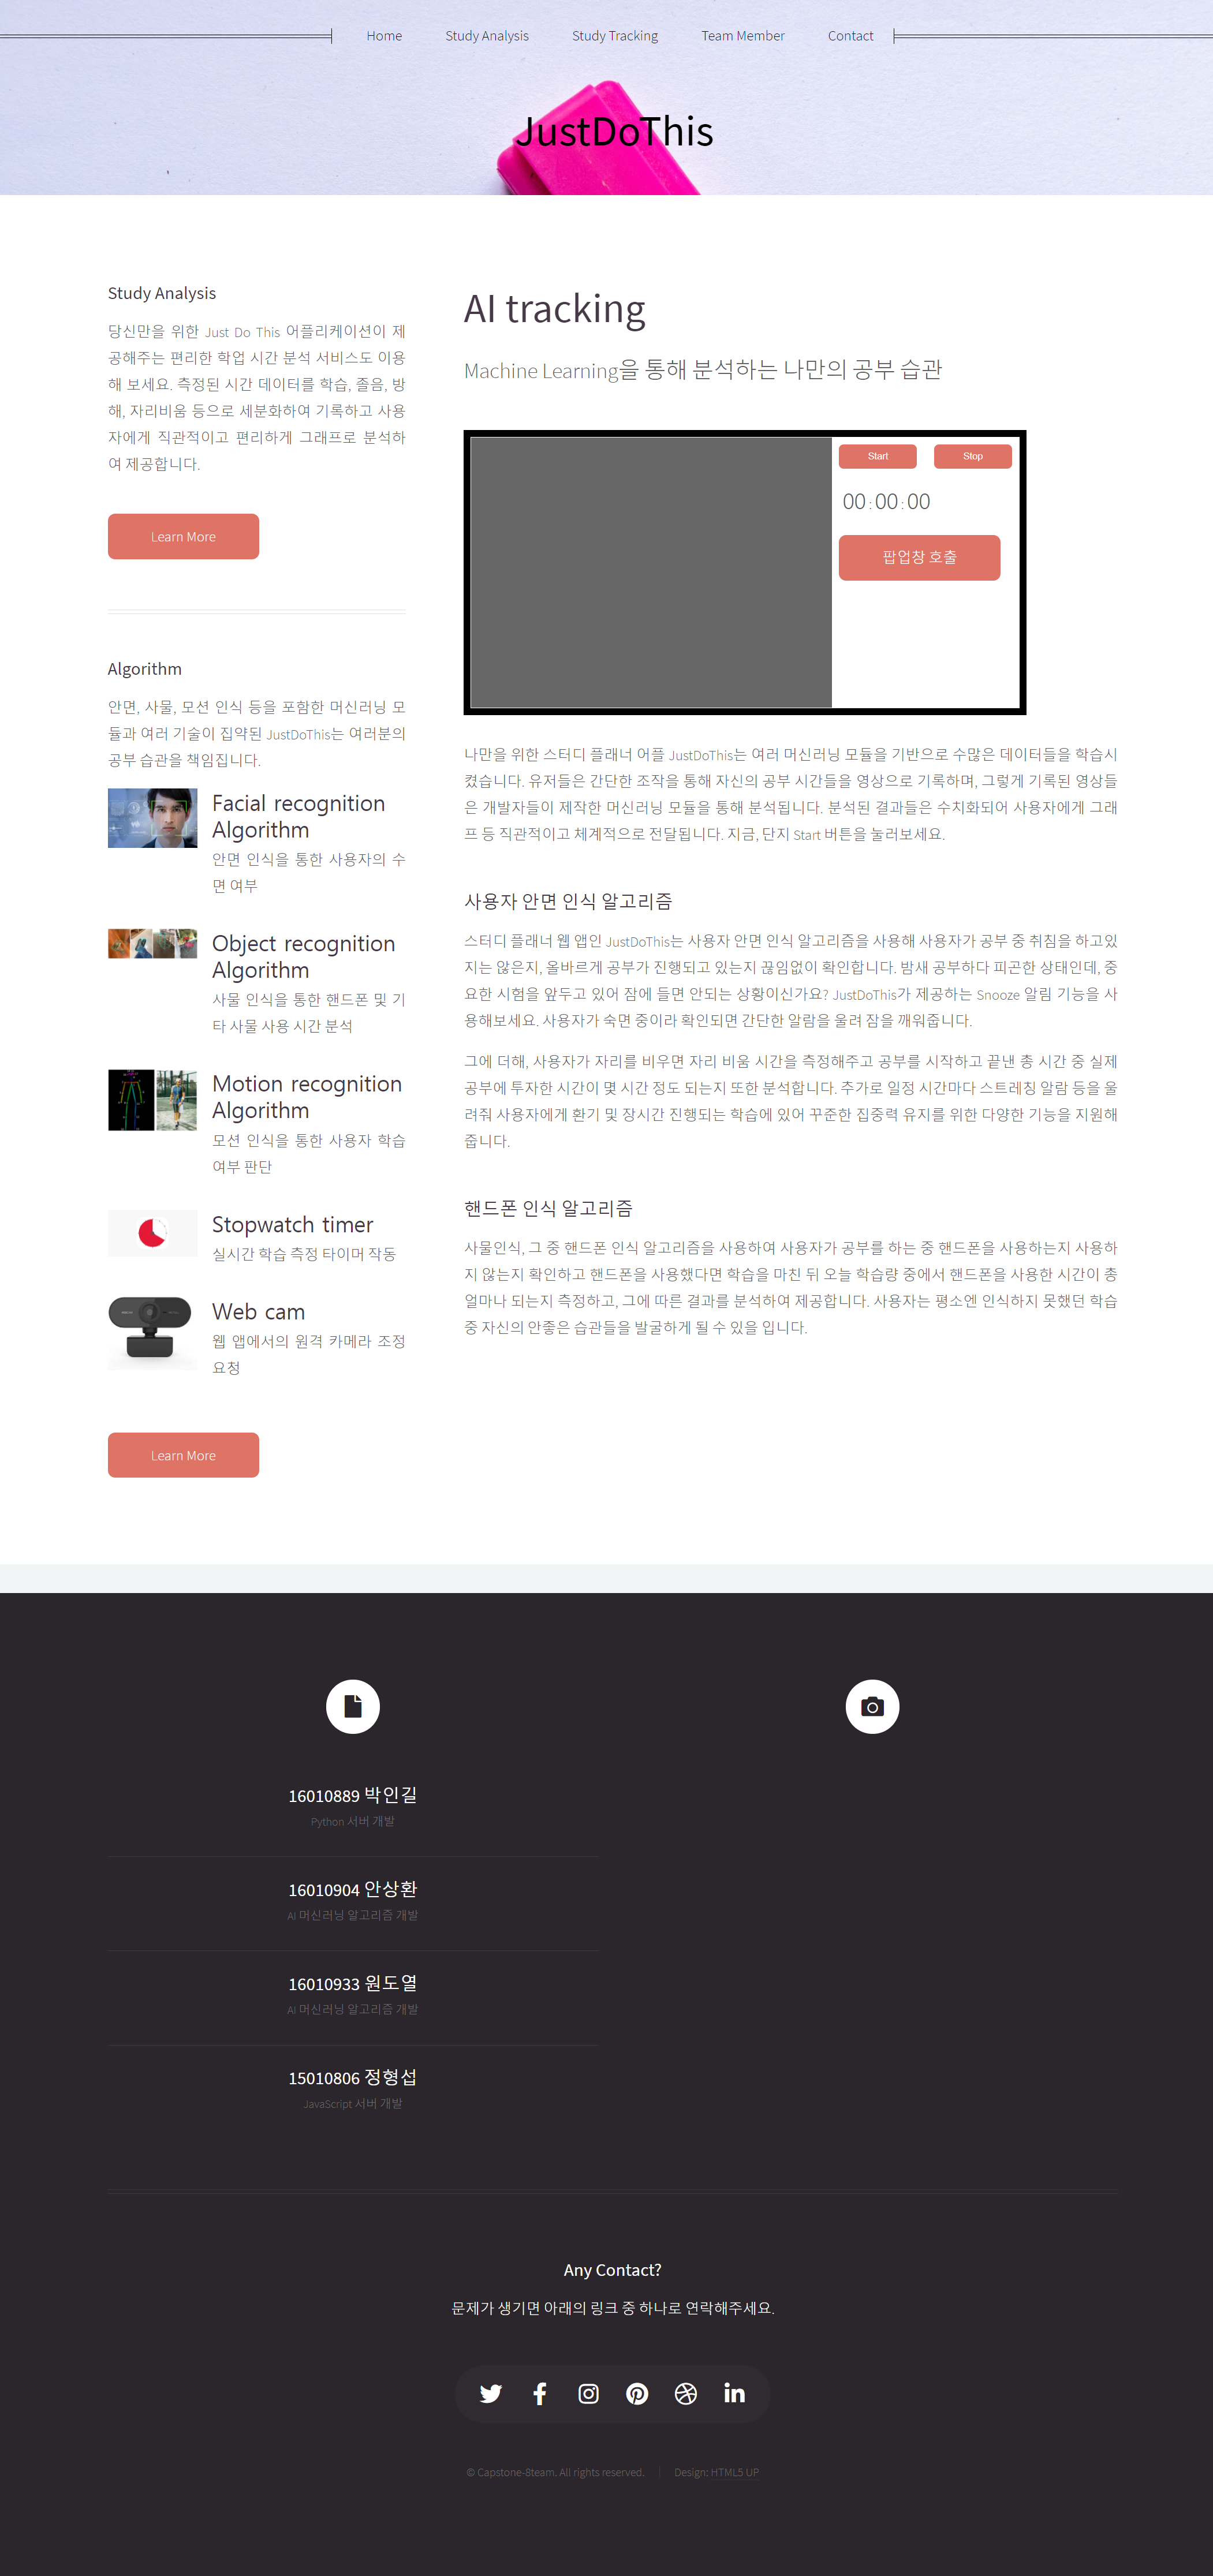 Home
Study Analysis
Study Tracking
Team Member
Contact
JustDoThis
Study Analysis
당신만을 위한 Just Do This 어플리케이션이 제
공해주는 편리한 학업 시간 분석 서비스도 이용
해 보세요. 측정된 시간 데이터를 학습, 졸음, 방
해, 자리비움 등으로 세분화하여 기록하고 사용
자에게 직관적이고 편리하게 그래프로 분석하
여 제공합니다.
Learn More
Algorithm
안면, 사물, 모션 인식 등을 포함한 머신러닝 모
듈과 여러 기술이 집약된 JustDoThis는 여러분의
공부 습관을 책임집니다.
Facial recognition
Algorithm
안면 인식을 통한 사용자의 수
면 여부
Object recognition
Algorithm
사물 인식을 통한 핸드폰 및 기
타 사물 사용 시간 분석
Motion recognition
Algorithm
모션 인식을 통한 사용자 학습
여부 판단
Stopwatch timer
실시간 학습 측정 타이머 작동
Web cam
웹 앱에서의 원격 카메라 조정
요청
Learn More
AI tracking
Machine Learning을 통해 분석하는 나만의 공부 습관
Start
Stop
00 : 00 : 00
팝업창 호출
나만을 위한 스터디 플래너 어플 JustDoThis는 여러 머신러닝 모듈을 기반으로 수많은 데이터들을 학습시
켰습니다. 유저들은 간단한 조작을 통해 자신의 공부 시간들을 영상으로 기록하며, 그렇게 기록된 영상들
은 개발자들이 제작한 머신러닝 모듈을 통해 분석됩니다. 분석된 결과들은 수치화되어 사용자에게 그래
프 등 직관적이고 체계적으로 전달됩니다. 지금, 단지 Start 버튼을 눌러보세요.
사용자 안면 인식 알고리즘
스터디 플래너 웹 앱인 JustDoThis는 사용자 안면 인식 알고리즘을 사용해 사용자가 공부 중 취침을 하고있
지는 않은지, 올바르게 공부가 진행되고 있는지 끊임없이 확인합니다. 밤새 공부하다 피곤한 상태인데, 중
요한 시험을 앞두고 있어 잠에 들면 안되는 상황이신가요? JustDoThis가 제공하는 Snooze 알림 기능을 사
용해보세요. 사용자가 숙면 중이라 확인되면 간단한 알람을 울려 잠을 깨워줍니다.
그에 더해, 사용자가 자리를 비우면 자리 비움 시간을 측정해주고 공부를 시작하고 끝낸 총 시간 중 실제
공부에 투자한 시간이 몇 시간 정도 되는지 또한 분석합니다. 추가로 일정 시간마다 스트레칭 알람 등을 울
려줘 사용자에게 환기 및 장시간 진행되는 학습에 있어 꾸준한 집중력 유지를 위한 다양한 기능을 지원해
줍니다.
핸드폰 인식 알고리즘
사물인식, 그 중 핸드폰 인식 알고리즘을 사용하여 사용자가 공부를 하는 중 핸드폰을 사용하는지 사용하
지 않는지 확인하고 핸드폰을 사용했다면 학습을 마친 뒤 오늘 학습량 중에서 핸드폰을 사용한 시간이 총
얼마나 되는지 측정하고, 그에 따른 결과를 분석하여 제공합니다. 사용자는 평소엔 인식하지 못했던 학습
중 자신의 안좋은 습관들을 발굴하게 될 수 있을 입니다.
16010889 박인길
Python 서버 개발
16010904 안상환
AI 머신러닝 알고리즘 개발
16010933 원도열
AI 머신러닝 알고리즘 개발
15010806 정형섭
JavaScript 서버 개발
Any Contact?
문제가 생기면 아래의 링크 중 하나로 연락해주세요.
© Capstone-8team. All rights reserved.
Design: HTML5 UP